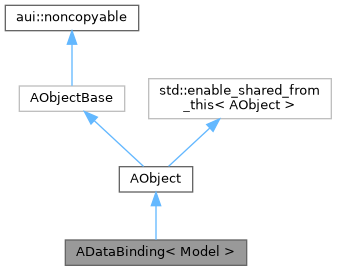 aui::noncopyable
AObjectBase
std::enable_shared_from
_this< AObject >
AObject
ADataBinding< Model >